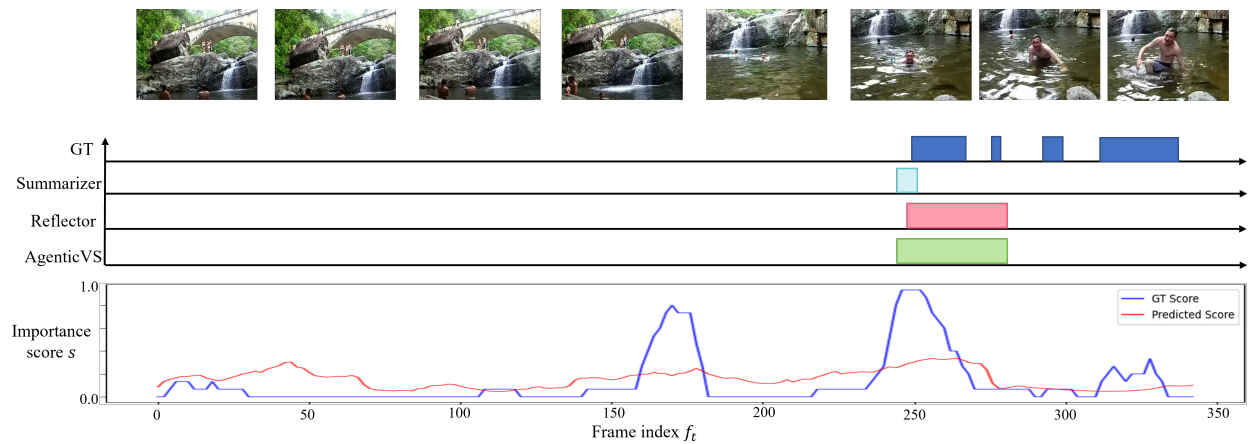 GT
Summarizer
Reflector
AgenticVS
1.0
GT Score
Predicted Score
Importance
score s
0.0
0 50 100 150 200 250 300 350
Frame index f_t